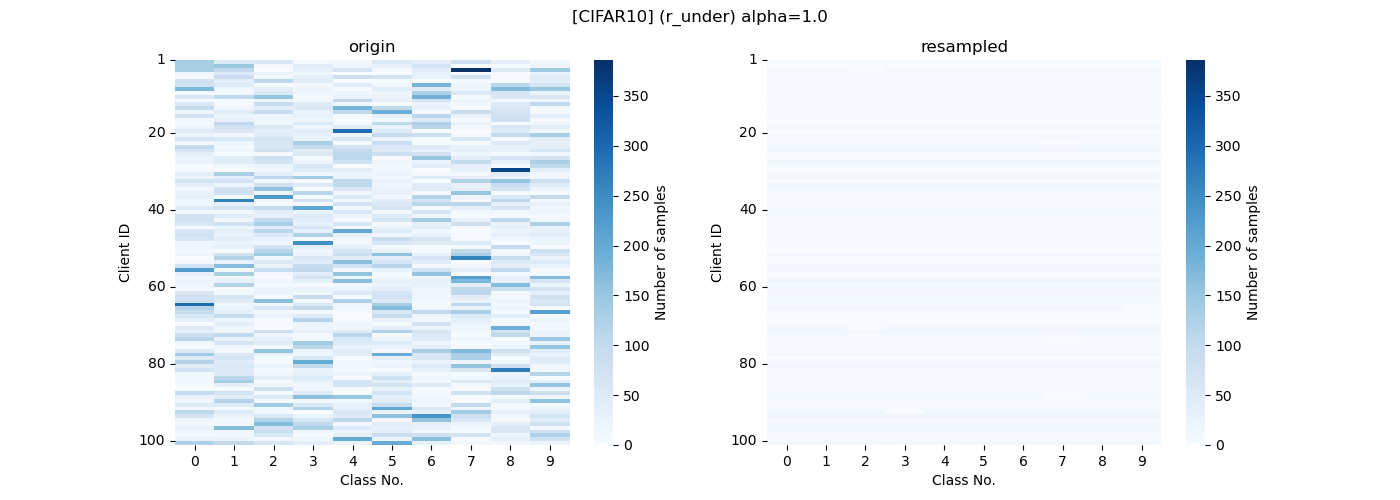 [CIFAR10] (r_under) alpha=1.0
origin
1
20
40
60
80
100
Client ID
0 1 2 3 4 5 6 7 8 9
Class No.
350
300
250
200
150
100
50
0
Number of samples
resampled
1
20
40
60
80
100
Client ID
0 1 2 3 4 5 6 7 8 9
Class No.
350
300
250
200
150
100
50
0
Number of samples